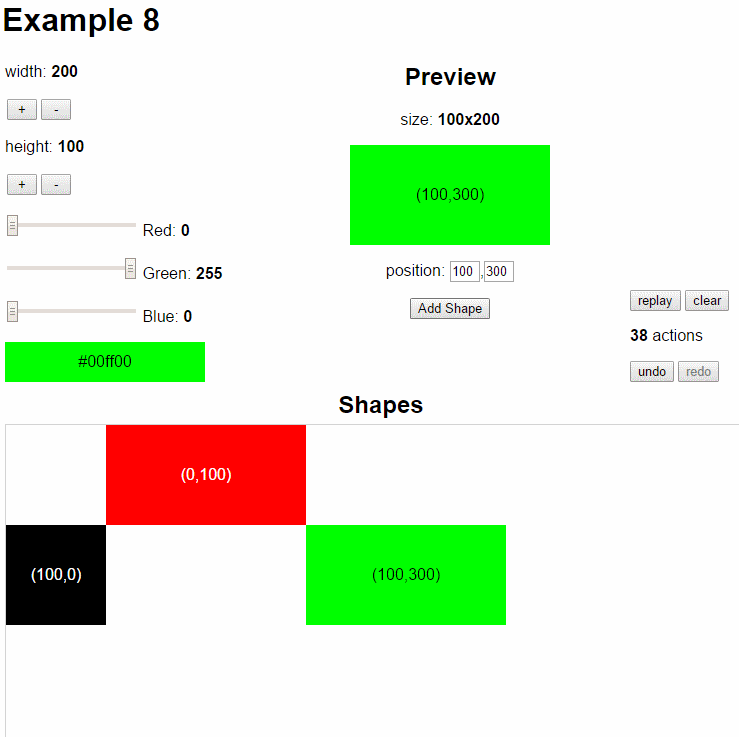 Example 8
width: 200
+ -
height: 100
+ -
Red: 0
Green: 255
Blue: 0
#00ff00
Preview
size: 100x200
(100,300)
position: 100,300
Add Shape
replay clear
38 actions
undo redo
Shapes
(0,100)
(100,0)
(100,300)